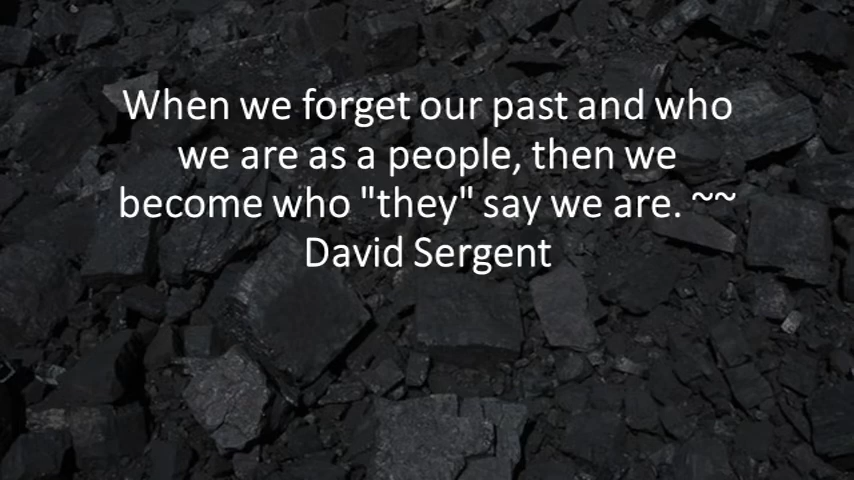 When we forget our past and who
we are as a people, then we
become who "they" say we are. ~~
David Sergent